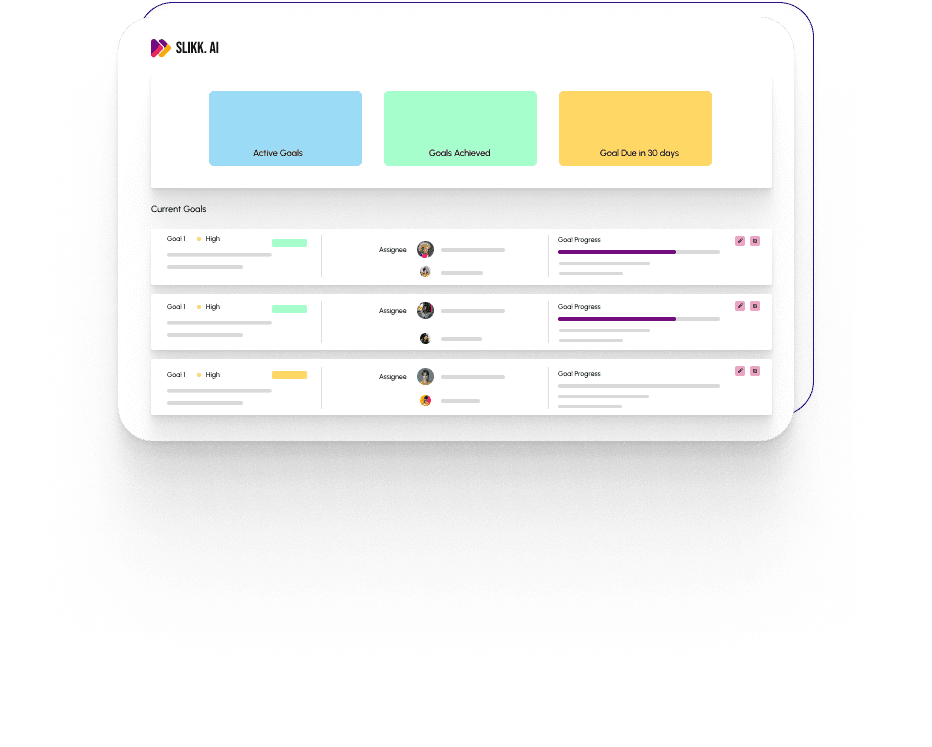 SLIKK. AI
Active Goals
Goals Achieved
Goal Due in 30 days
Current Goals
Goal 1 High
Assignee
Goal Progress
Goal 1 High
Assignee
Goal Progress
Goal 1 High
Assignee
Goal Progress